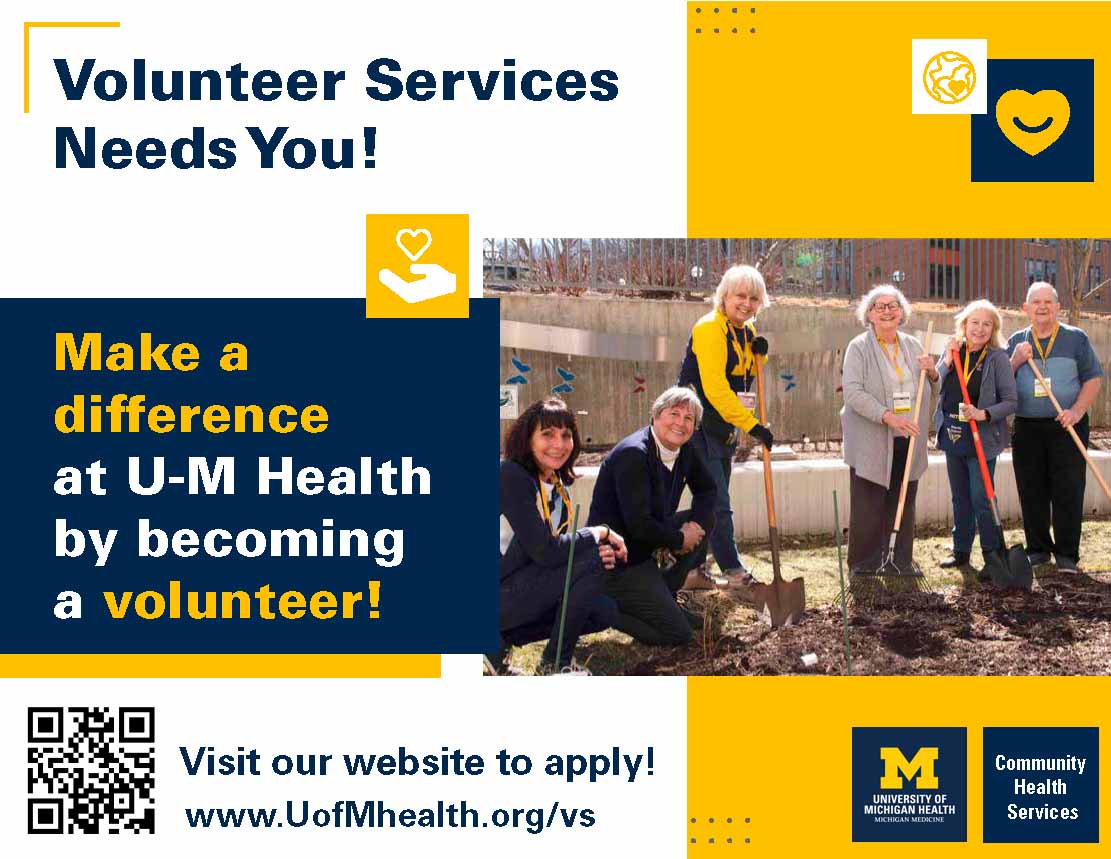 Volunteer Services
Needs You!
Make a
difference
at U-M Health
by becoming
a volunteer!
Visit our website to apply!
www.UofMhealth.org/vs
M
UNIVERSITY OF
MICHIGAN HEALTH
MICHIGAN MEDICINE
Community
Health
Services